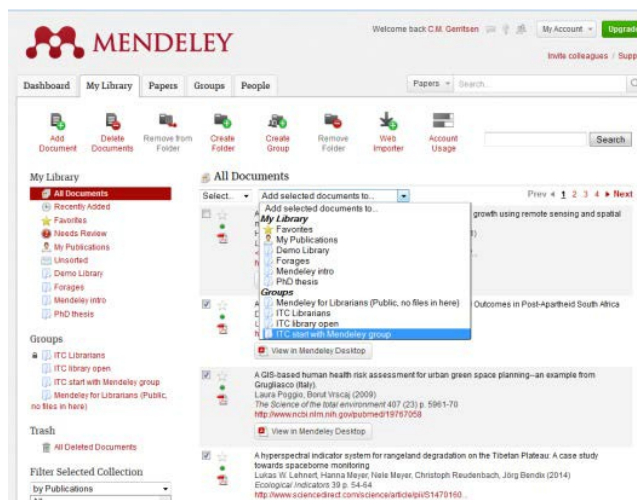 MENDELEY
Welcome back C.M. Gerritsen
My Account
Upgrade
Invite colleagues / Supp
Dashboard
My Library
Papers
Groups
People
Papers
Search...
Add Document
Delete Documents
Remove from Folder
Create Folder
Create Group
Remove Folder
Web Importer
Account Usage
Search
My Library
All Documents
Recently Added
Favorites
Needs Review
My Publications
Unsorted
Demo Library
Forages
Mendeley intro
PhD thesis
Groups
ITC Librarians
ITC library open
ITC start with Mendeley group
Mendeley for Librarians (Public,
no files in here)
Trash
All Deleted Documents
Filter Selected Collection
by Publications
All Documents
Select..
Add selected documents to..
Prev 1 2 3 4 Next
Add selected documents to..
My Library
Favorites
My Publications
Demo Library
Forages
Mendeley intro
PhD thesis
Groups
Mendeley for Librarians (Public, no files in here)
ITC Librarians
ITC library open
ITC start with Mendeley group
growth using remote sensing and spatial
Outcomes in Post-Apartheid South Africa
View in Mendeley Desktop
A GIS-based human health risk assessment for urban green space planning--an example from
Grugliasco (Italy).
Laura Poggio, Borut Vrscaj (2009)
The Science of the total environment 407 (23) p. 5961-70
http://www.ncbi.nlm.nih.gov/pubmed/19767058
View in Mendeley Desktop
A hyperspectral indicator system for rangeland degradation on the Tibetan Plateau: A case study
towards spaceborne monitoring
Lukas W. Lehnert, Hanna Meyer, Nele Meyer, Christoph Reudenbach, Jörg Bendix (2014)
Ecological Indicators 39 p. 54-64
http://www.sciencedirect.com/science/article/pii/S1470160...